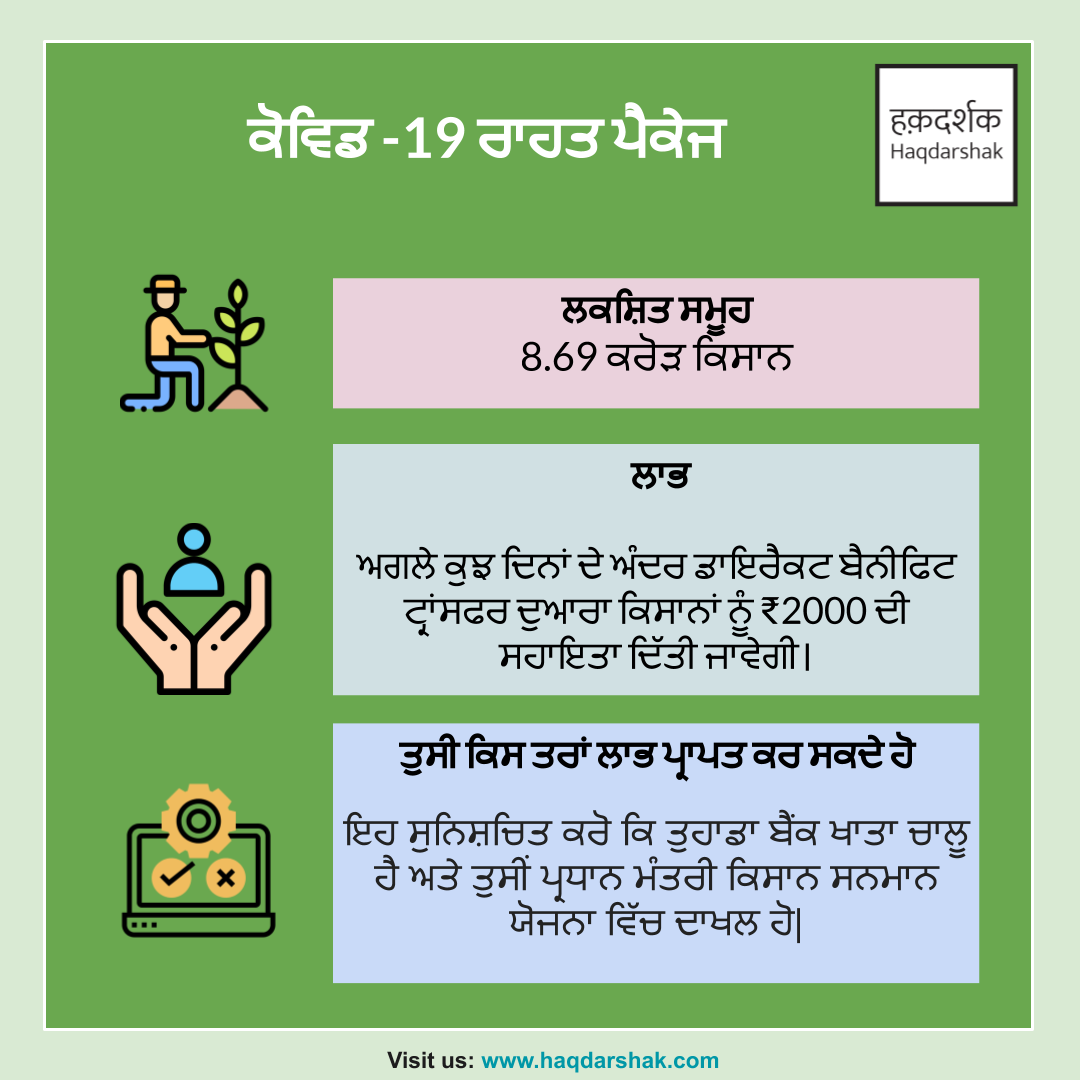 ਕੋਵਿਡ -19 ਰਾਹਤ ਪੈਕੇਜ
हक़दर्शक
Haqdarshak
ਲਕਸ਼ਿਤ ਸਮੂਹ
8.69 ਕਰੋੜ ਕਿਸਾਨ
ਲਾਭ
ਅਗਲੇ ਕੁਝ ਦਿਨਾਂ ਦੇ ਅੰਦਰ ਡਾਇਰੈਕਟ ਬੈਨੀਫਿਟ
ਟ੍ਰਾਂਸਫਰ ਦੁਆਰਾ ਕਿਸਾਨਾਂ ਨੂੰ ₹2000 ਦੀ
ਸਹਾਇਤਾ ਦਿੱਤੀ ਜਾਵੇਗੀ।
ਤੁਸੀ ਕਿਸ ਤਰਾਂ ਲਾਭ ਪ੍ਰਾਪਤ ਕਰ ਸਕਦੇ ਹੋ
ਇਹ ਸੁਨਿਸ਼ਚਿਤ ਕਰੋ ਕਿ ਤੁਹਾਡਾ ਬੈਂਕ ਖਾਤਾ ਚਾਲੂ
ਹੈ ਅਤੇ ਤੁਸੀਂ ਪ੍ਰਧਾਨ ਮੰਤਰੀ ਕਿਸਾਨ ਸਨਮਾਨ
ਯੋਜਨਾ ਵਿੱਚ ਦਾਖਲ ਹੋ|
Visit us: www.haqdarshak.com